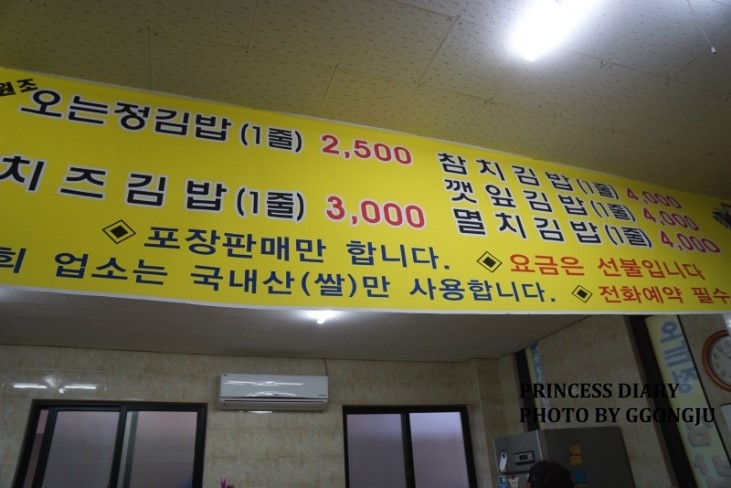 원조
오는정김밥(1줄) 2,500
치즈김밥(1줄) 3,000
참치김밥(1줄) 4,000
깻잎김밥(1줄) 4,000
멸치김밥(1줄) 4,000
포장판매만 합니다.
요금은 선불입니다
희 업소는 국내산(쌀)만 사용합니다.
전화예약 필수
PRINCESS DIARY
PHOTO BY GGONGJU